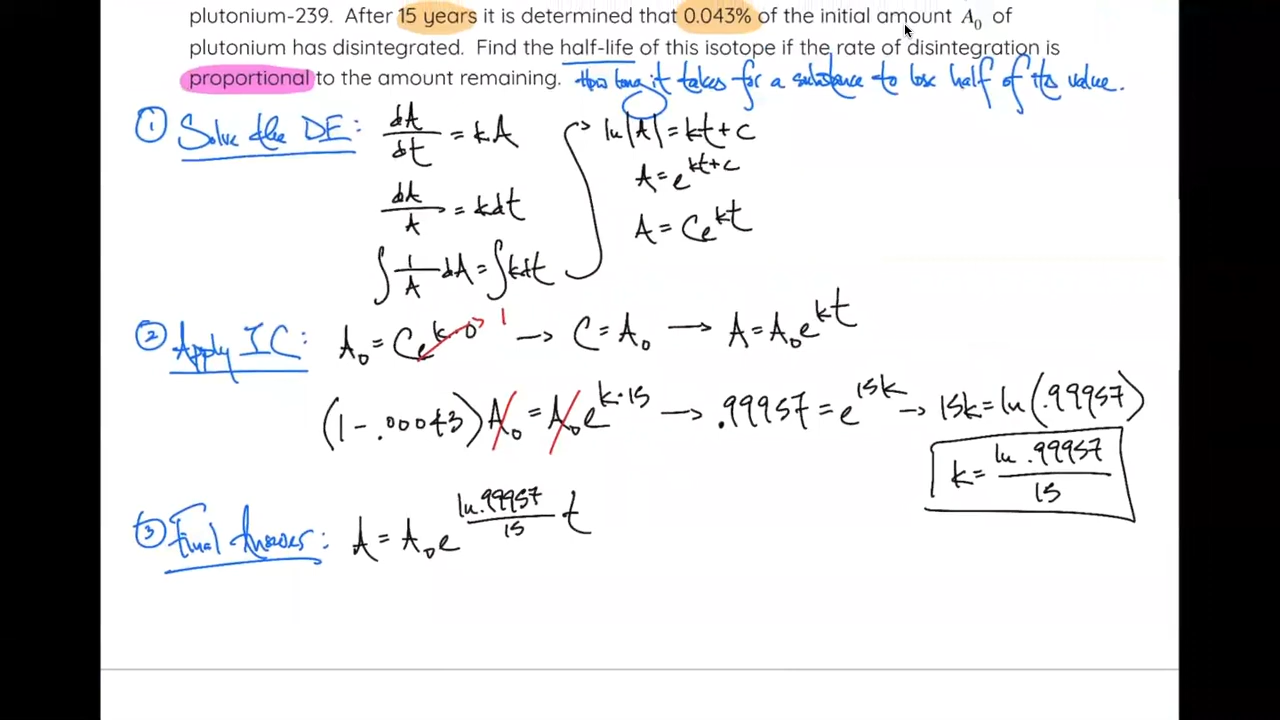 plutonium-239. After 15 years it is determined that 0.043% of the initial amount A₀ of
plutonium has disintegrated. Find the half-life of this isotope if the rate of disintegration is
proportional to the amount remaining. How long it takes for a substance to lose half of its value.
① Solve the DE: dA/dt = kA
ln|A| = kt + c
A = e^(kt+c)
dA/A = kdt
A = Ce^(kt)
∫ 1/A dA = ∫ kdt
② Apply IC: A₀ = Ce^(k·0) → 1 → C = A₀ → A = A₀e^(kt)
(1 - .00043)A₀ = A₀e^(k·15) → .99957 = e^(15k) → 15k = ln(.99957)
k = ln .99957 / 15
③ Final Answer: A = A₀e^(ln .99957 / 15 t)